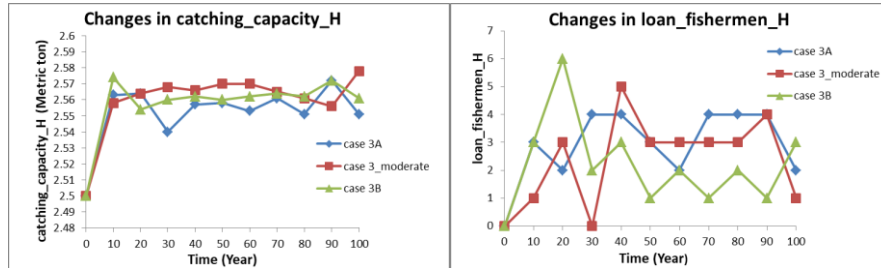 Changes in catching_capacity_H
catching_capacity_H (Metric ton)
2.6
2.59
2.58
2.57
2.56
2.55
2.54
2.53
2.52
2.51
2.5
2.49
2.48
0 10 20 30 40 50 60 70 80 90 100
Time (Year)
case 3A
case 3_moderate
case 3B
Changes in loan_fishermen_H
loan_fishermen_H
7
6
5
4
3
2
1
0
0 10 20 30 40 50 60 70 80 90 100
Time (Year)
case 3A
case 3_moderate
case 3B